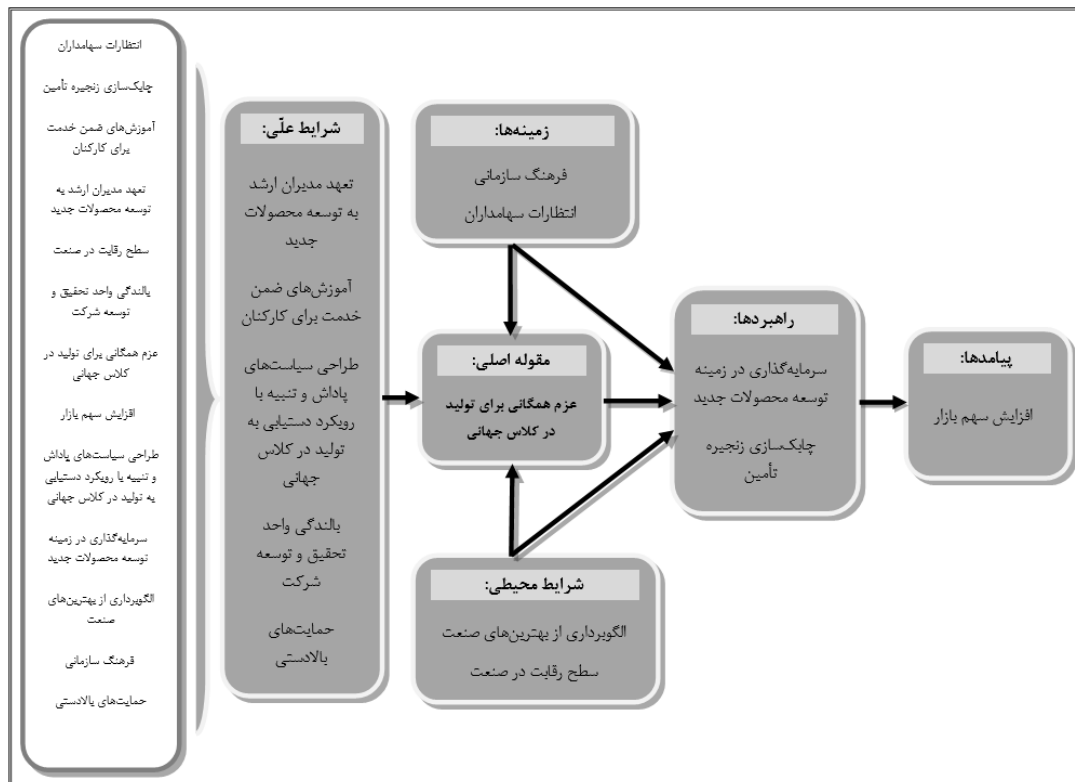 انتظارات سهامداران
چابک‌سازی زنجیره تأمین
آموزش‌های ضمن خدمت
برای کارکنان
تعهد مدیران ارشد به
توسعه محصولات جدید
سطح رقابت در صنعت
بالندگی واحد تحقیق و
توسعه شرکت
عزم همگانی برای تولید در
کلاس جهانی
افزایش سهم بازار
طراحی سیاست‌های پاداش
و تنبیه با رویکرد دستیابی
به تولید در کلاس جهانی
سرمایه‌گذاری در زمینه
توسعه محصولات جدید
الگوبرداری از بهترین‌های
صنعت
فرهنگ سازمانی
حمایت‌های بالادستی
شرایط علّی:
تعهد مدیران ارشد
به توسعه محصولات
جدید
آموزش‌های ضمن
خدمت برای کارکنان
طراحی سیاست‌های
پاداش و تنبیه با
رویکرد دستیابی به
تولید در کلاس
جهانی
بالندگی واحد
تحقیق و توسعه
شرکت
حمایت‌های
بالادستی
زمینه‌ها:
فرهنگ سازمانی
انتظارات سهامداران
مقوله اصلی:
عزم همگانی برای تولید
در کلاس جهانی
شرایط محیطی:
الگوبرداری از بهترین‌های صنعت
سطح رقابت در صنعت
راهبردها:
سرمایه‌گذاری در زمینه
توسعه محصولات جدید
چابک‌سازی زنجیره
تأمین
پیامدها:
افزایش سهم بازار